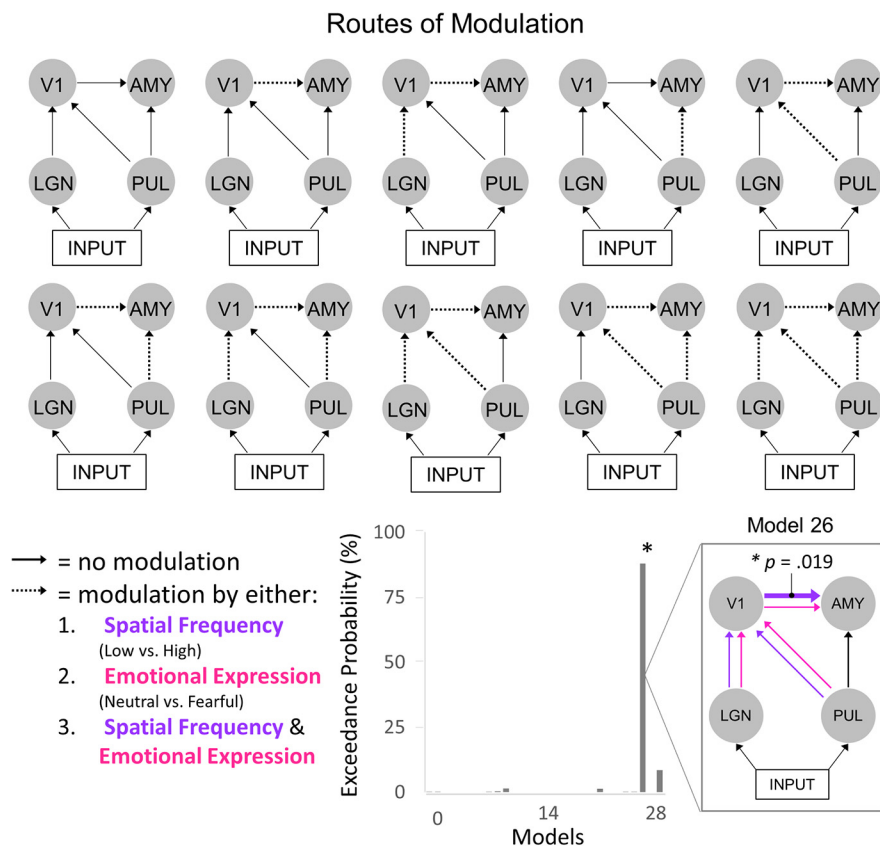 Routes of Modulation
V1 AMY V1 AMY V1 AMY V1 AMY V1 AMY
LGN PUL LGN PUL LGN PUL LGN PUL LGN PUL
INPUT INPUT INPUT INPUT INPUT
V1 AMY V1 AMY V1 AMY V1 AMY V1 AMY
LGN PUL LGN PUL LGN PUL LGN PUL LGN PUL
INPUT INPUT INPUT INPUT INPUT
= no modulation
= modulation by either:
1. Spatial Frequency
(Low vs. High)
2. Emotional Expression
(Neutral vs. Fearful)
3. Spatial Frequency &
Emotional Expression
Exceedance Probability (%)
100
75
50
25
0
*
0 14 28
Models
Model 26
* p = .019
V1 AMY
LGN PUL
INPUT